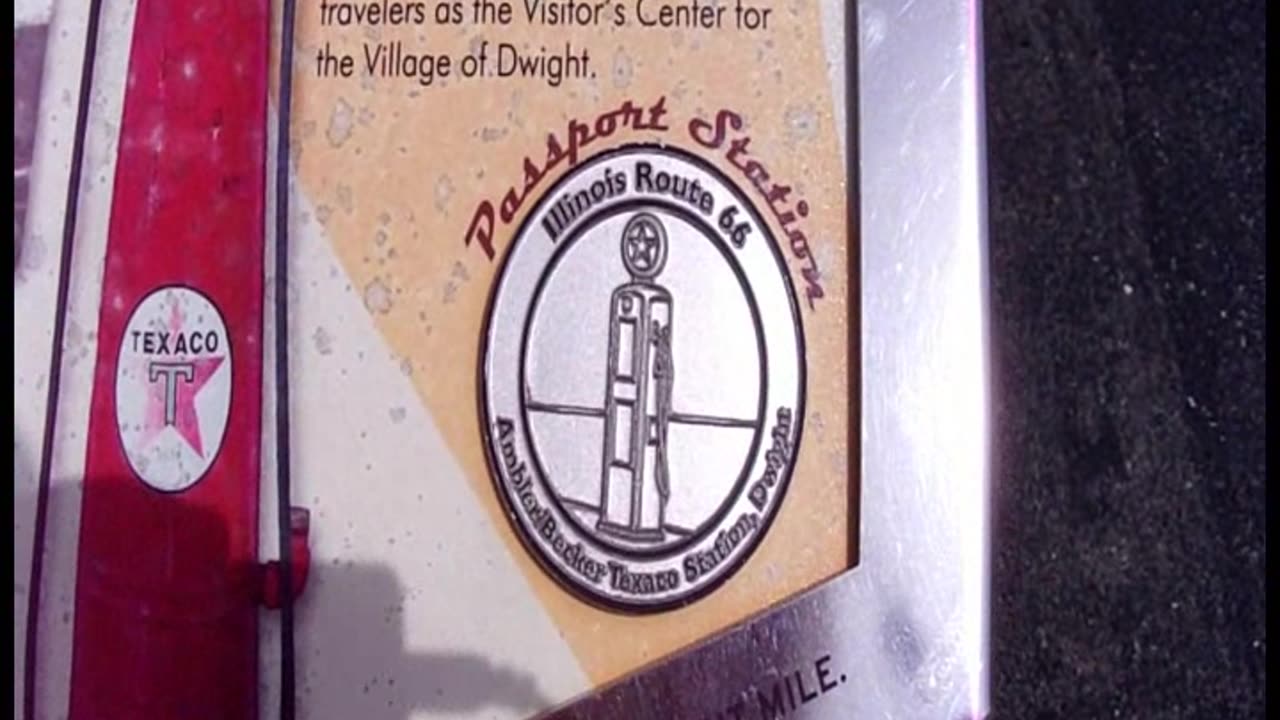 travelers as the Visitor's Center for
the Village of Dwight.
Passport Station
Illinois Route 66
Ambler/Becker Texaco Station, Dwight
TEXACO
T
MILE.